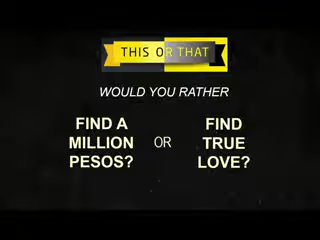 THIS OR THAT
WOULD YOU RATHER
FIND A
MILLION
PESOS?
OR
FIND
TRUE
LOVE?